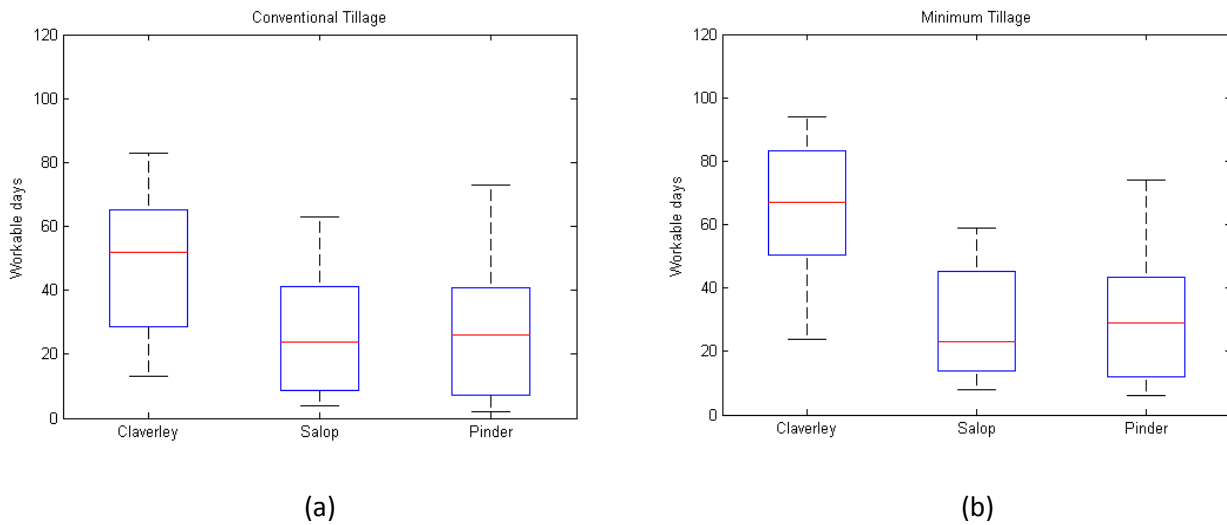 Conventional Tillage
120
100
80
60
40
20
0
Workable days
Claverley Salop Pinder
(a)
Minimum Tillage
120
100
80
60
40
20
0
Workable days
Claverley Salop Pinder
(b)